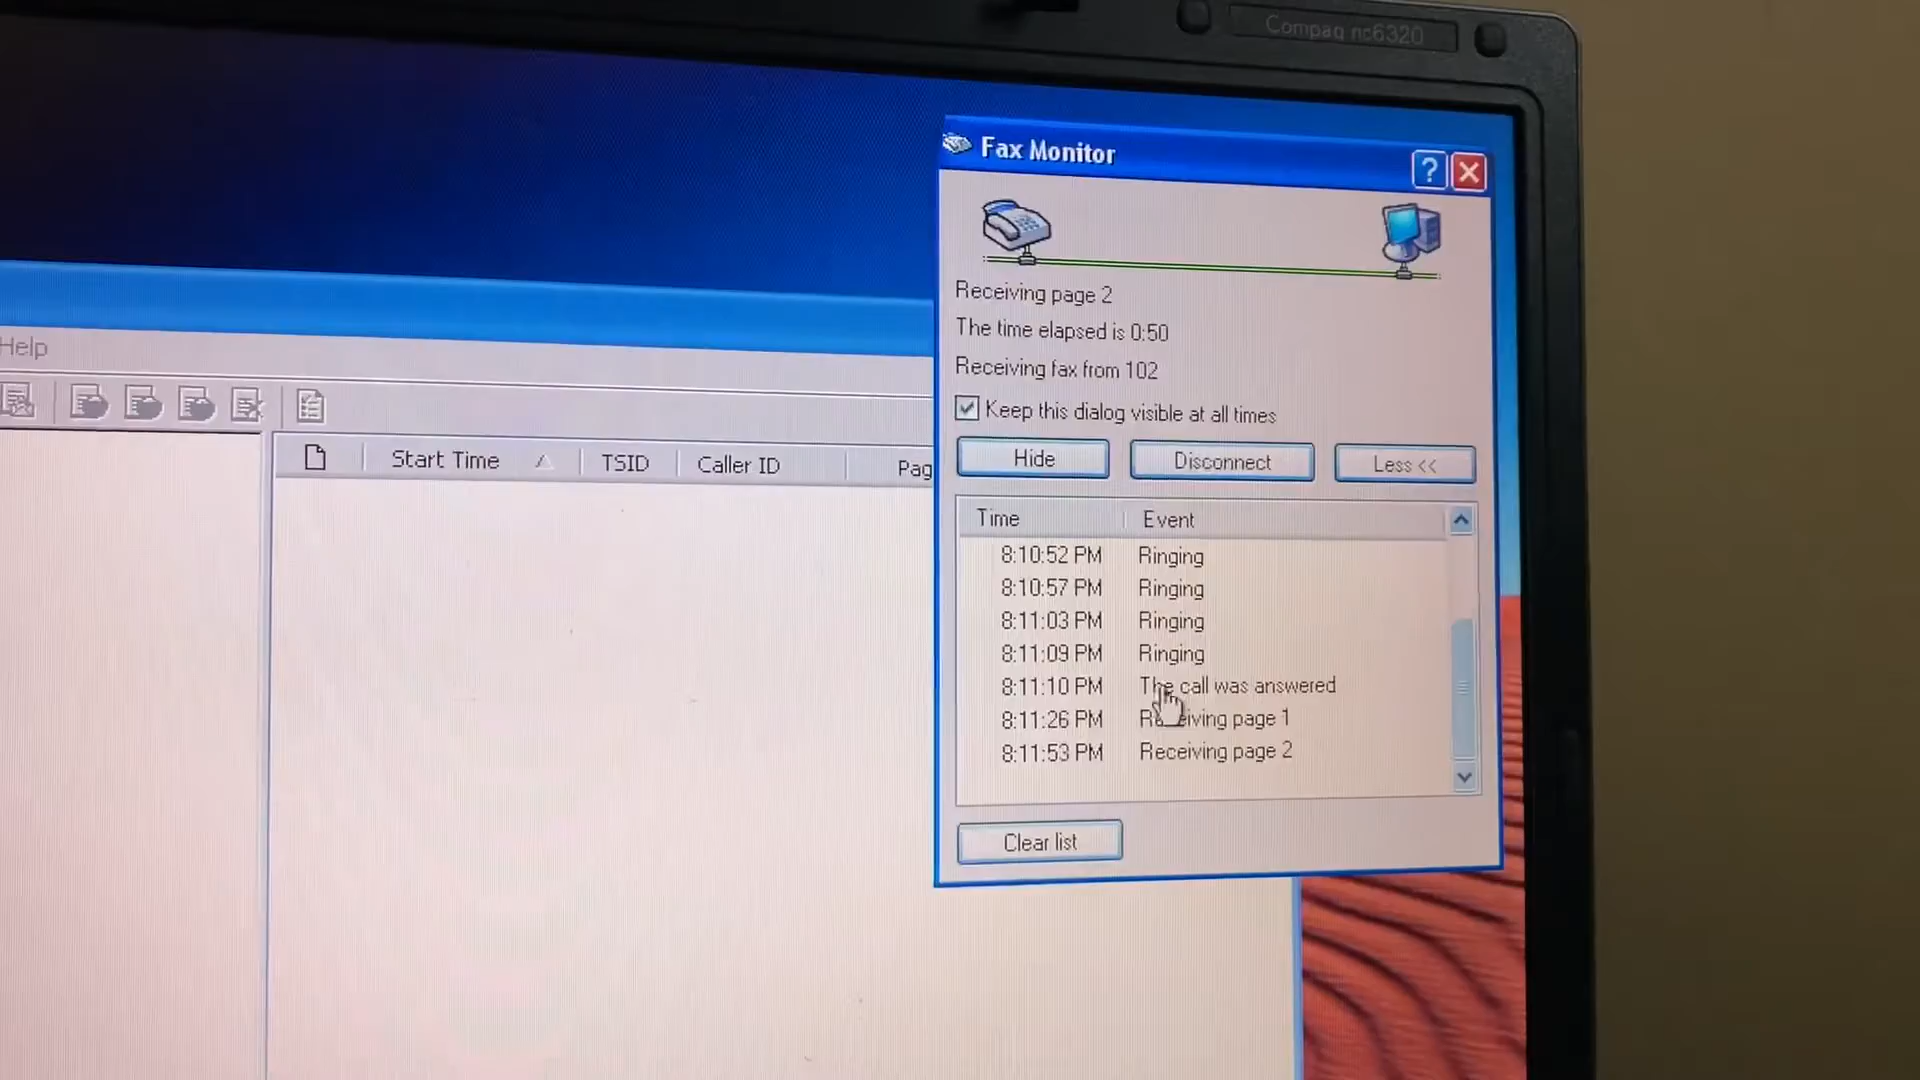 Compaq nc6320
Fax Monitor
?
Receiving page 2
The time elapsed is 0:50
Receiving fax from 102
Keep this dialog visible at all times
Hide Disconnect Less <<
Help
Start Time TSID Caller ID Pag
Time Event
8:10:52 PM Ringing
8:10:57 PM Ringing
8:11:03 PM Ringing
8:11:09 PM Ringing
8:11:10 PM The call was answered
8:11:26 PM Receiving page 1
8:11:53 PM Receiving page 2
Clear list